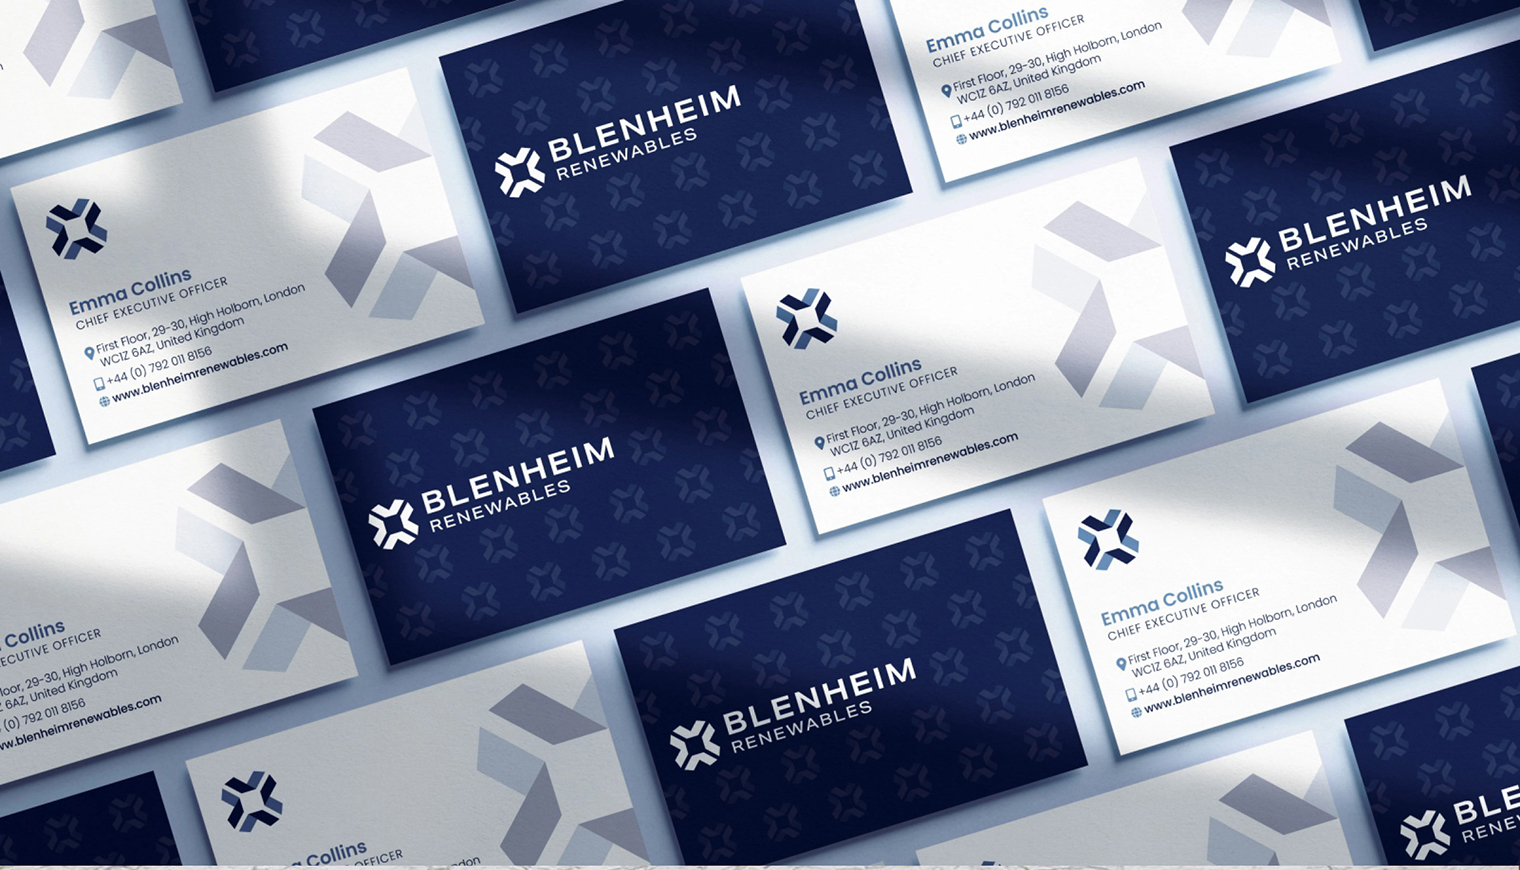 Emma Collins
CHIEF EXECUTIVE OFFICER
First Floor, 29-30, High Holborn, London
WC1Z 6AZ, United Kingdom
+44 (0) 792 011 8156
www.blenheimrenewables.com
BLENHEIM
RENEWABLES
Emma Collins
CHIEF EXECUTIVE OFFICER
First Floor, 29-30, High Holborn, London
WC1Z 6AZ, United Kingdom
+44 (0) 792 011 8156
www.blenheimrenewables.com
BLENHEIM
RENEWABLES
Emma Collins
CHIEF EXECUTIVE OFFICER
First Floor, 29-30, High Holborn, London
WC1Z 6AZ, United Kingdom
+44 (0) 792 011 8156
www.blenheimrenewables.com
BLENHEIM
RENEWABLES
Collins
ECUTIVE OFFICER
oor, 29-30, High Holborn, London
6AZ, United Kingdom
(0) 792 011 8156
ww.blenheimrenewables.com
Emma Collins
CHIEF EXECUTIVE OFFICER
First Floor, 29-30, High Holborn, London
WC1Z 6AZ, United Kingdom
+44 (0) 792 011 8156
www.blenheimrenewables.com
BLENHEIM
RENEWABLES
Collins
OFFICER
ndon
BLE
RENE